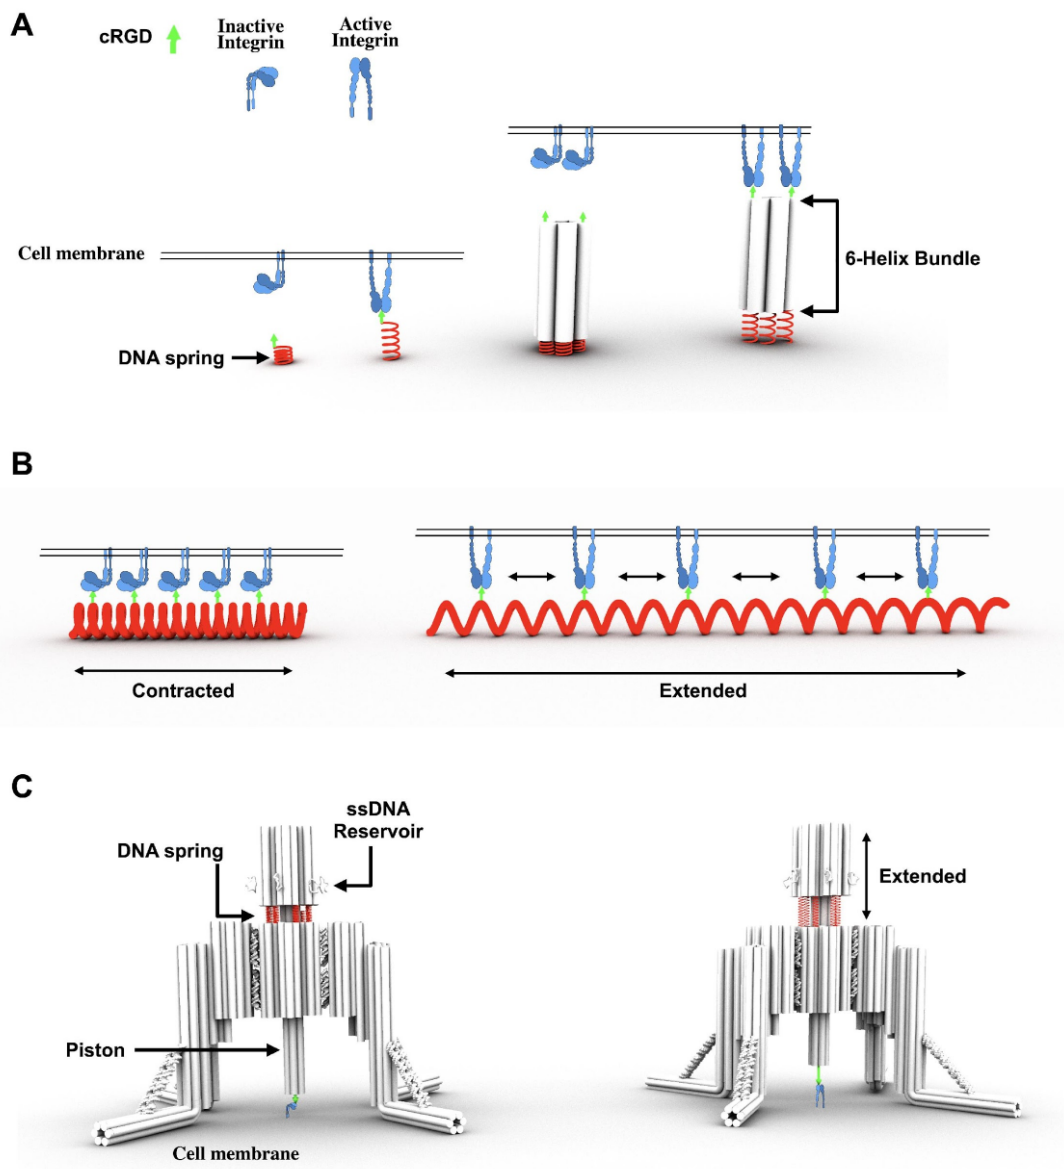 A
cRGD
Inactive
Integrin
Active
Integrin
Cell membrane
DNA spring
6-Helix Bundle
B
Contracted
Extended
C
ssDNA
Reservoir
DNA spring
Extended
Piston
Cell membrane